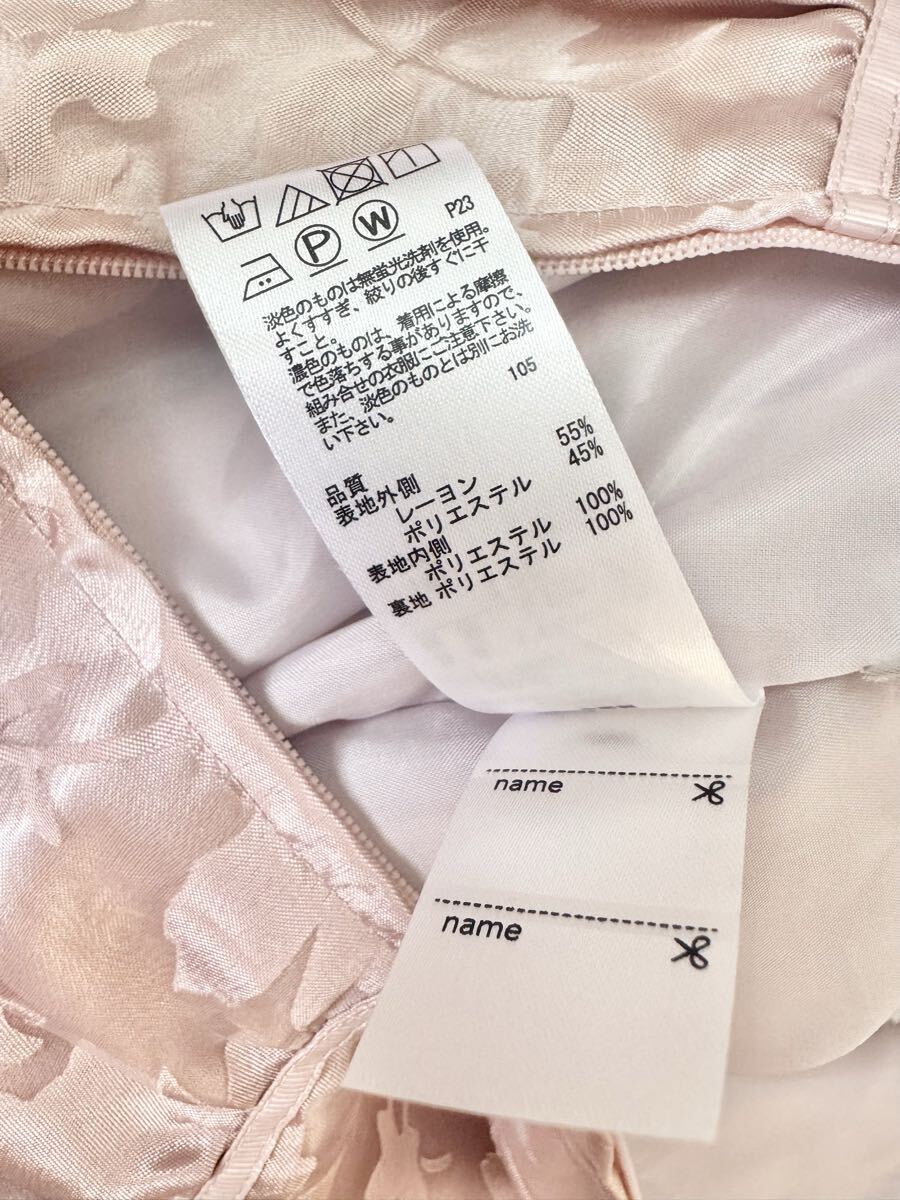 P W P23
淡色のものは無蛍光洗剤を使用。
よくすすぎ、絞りの後すぐに干
すこと。
濃色のものは、着用による摩擦
で色落ちする事がありますので、
組み合せの衣服にご注意下さい。
また、淡色のものとは別にお洗
い下さい。
105
品質
表地外側
レーヨン 55%
ポリエステル 45%
表地内側
ポリエステル 100%
裏地 ポリエステル 100%
name
name